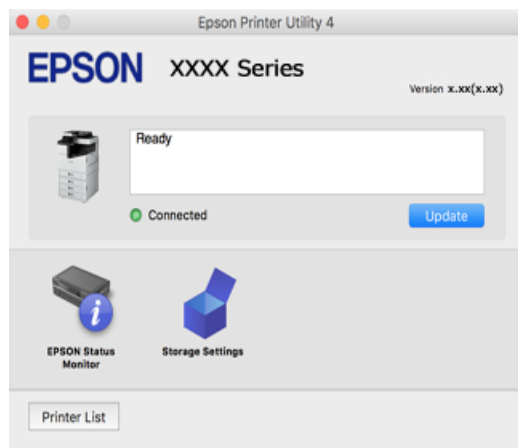 Epson Printer Utility 4
EPSON XXXX Series
Version x.xx(x.xx)
Ready
Connected
Update
EPSON Status
Monitor
Storage Settings
Printer List